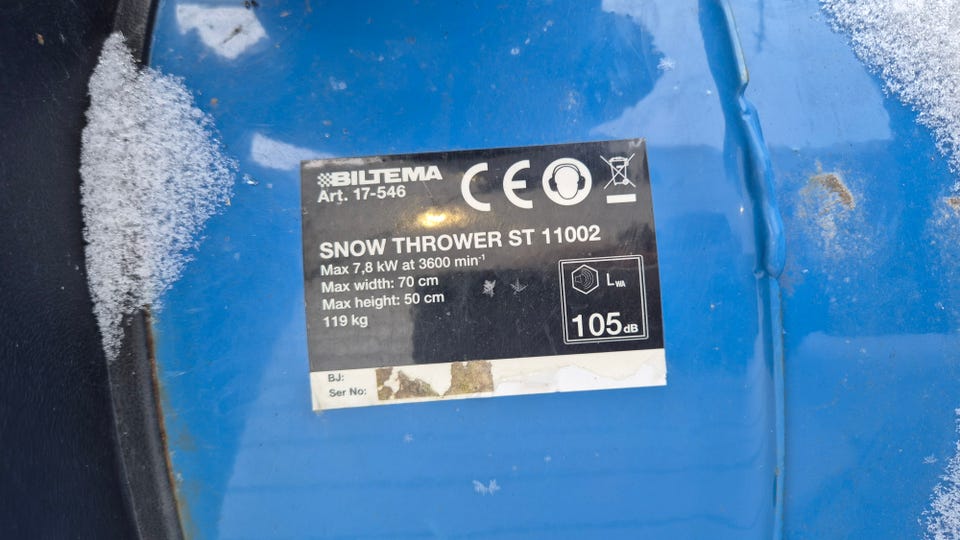 BILTEMA
Art. 17-546
CE
SNOW THROWER ST 11002
Max 7,8 kW at 3600 min⁻¹
Max width: 70 cm
Max height: 50 cm
119 kg
LWA
105 dB
BJ:
Ser No: